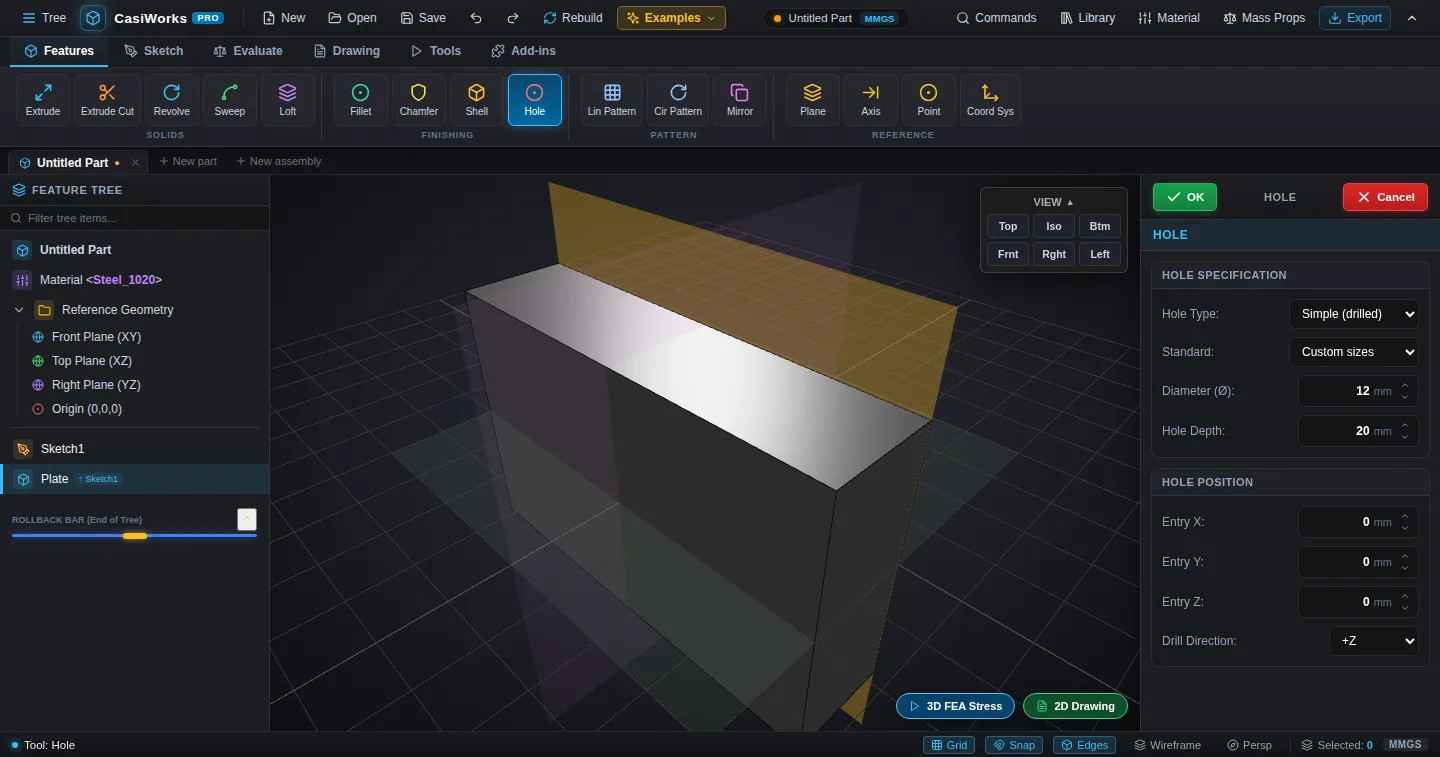 Tree
CasiWorks PRO
New
Open
Save
Rebuild
Examples
Untitled Part MMGS
Commands
Library
Material
Mass Props
Export
Features
Sketch
Evaluate
Drawing
Tools
Add-ins
Extrude
Extrude Cut
Revolve
Sweep
Loft
SOLIDS
Fillet
Chamfer
Shell
Hole
FINISHING
Lin Pattern
Cir Pattern
Mirror
PATTERN
Plane
Axis
Point
Coord Sys
REFERENCE
Untitled Part
New part
New assembly
FEATURE TREE
Filter tree items...
Untitled Part
Material <Steel_1020>
Reference Geometry
Front Plane (XY)
Top Plane (XZ)
Right Plane (YZ)
Origin (0,0,0)
Sketch1
Plate ↑ Sketch1
ROLLBACK BAR (End of Tree)
VIEW ▲
Top Iso Btm
Frnt Rght Left
3D FEA Stress
2D Drawing
OK
HOLE
Cancel
HOLE
HOLE SPECIFICATION
Hole Type: Simple (drilled)
Standard: Custom sizes
Diameter (Ø): 12 mm
Hole Depth: 20 mm
HOLE POSITION
Entry X: 0 mm
Entry Y: 0 mm
Entry Z: 0 mm
Drill Direction: +Z
Tool: Hole
Grid
Snap
Edges
Wireframe
Persp
Selected: 0
MMGS